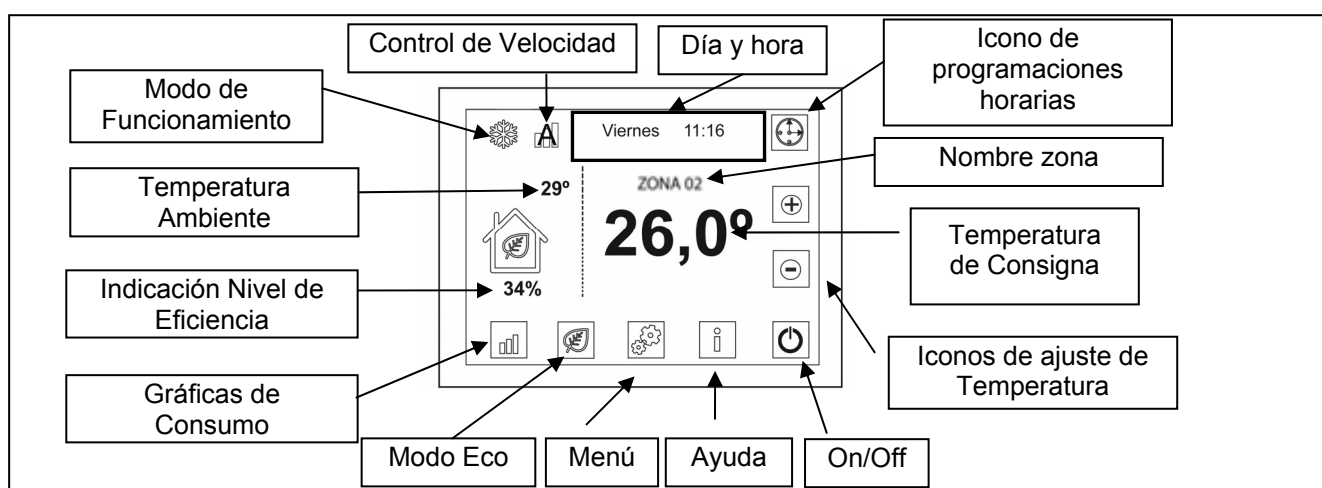 Control de Velocidad
Día y hora
Icono de
programaciones
horarias
Modo de
Funcionamiento
A
Viernes 11:16
Nombre zona
Temperatura
Ambiente
29º
ZONA 02
26,0º
Temperatura
de Consigna
Indicación Nivel de
Eficiencia
34%
Iconos de ajuste de
Temperatura
Gráficas de
Consumo
i
Modo Eco
Menú
Ayuda
On/Off